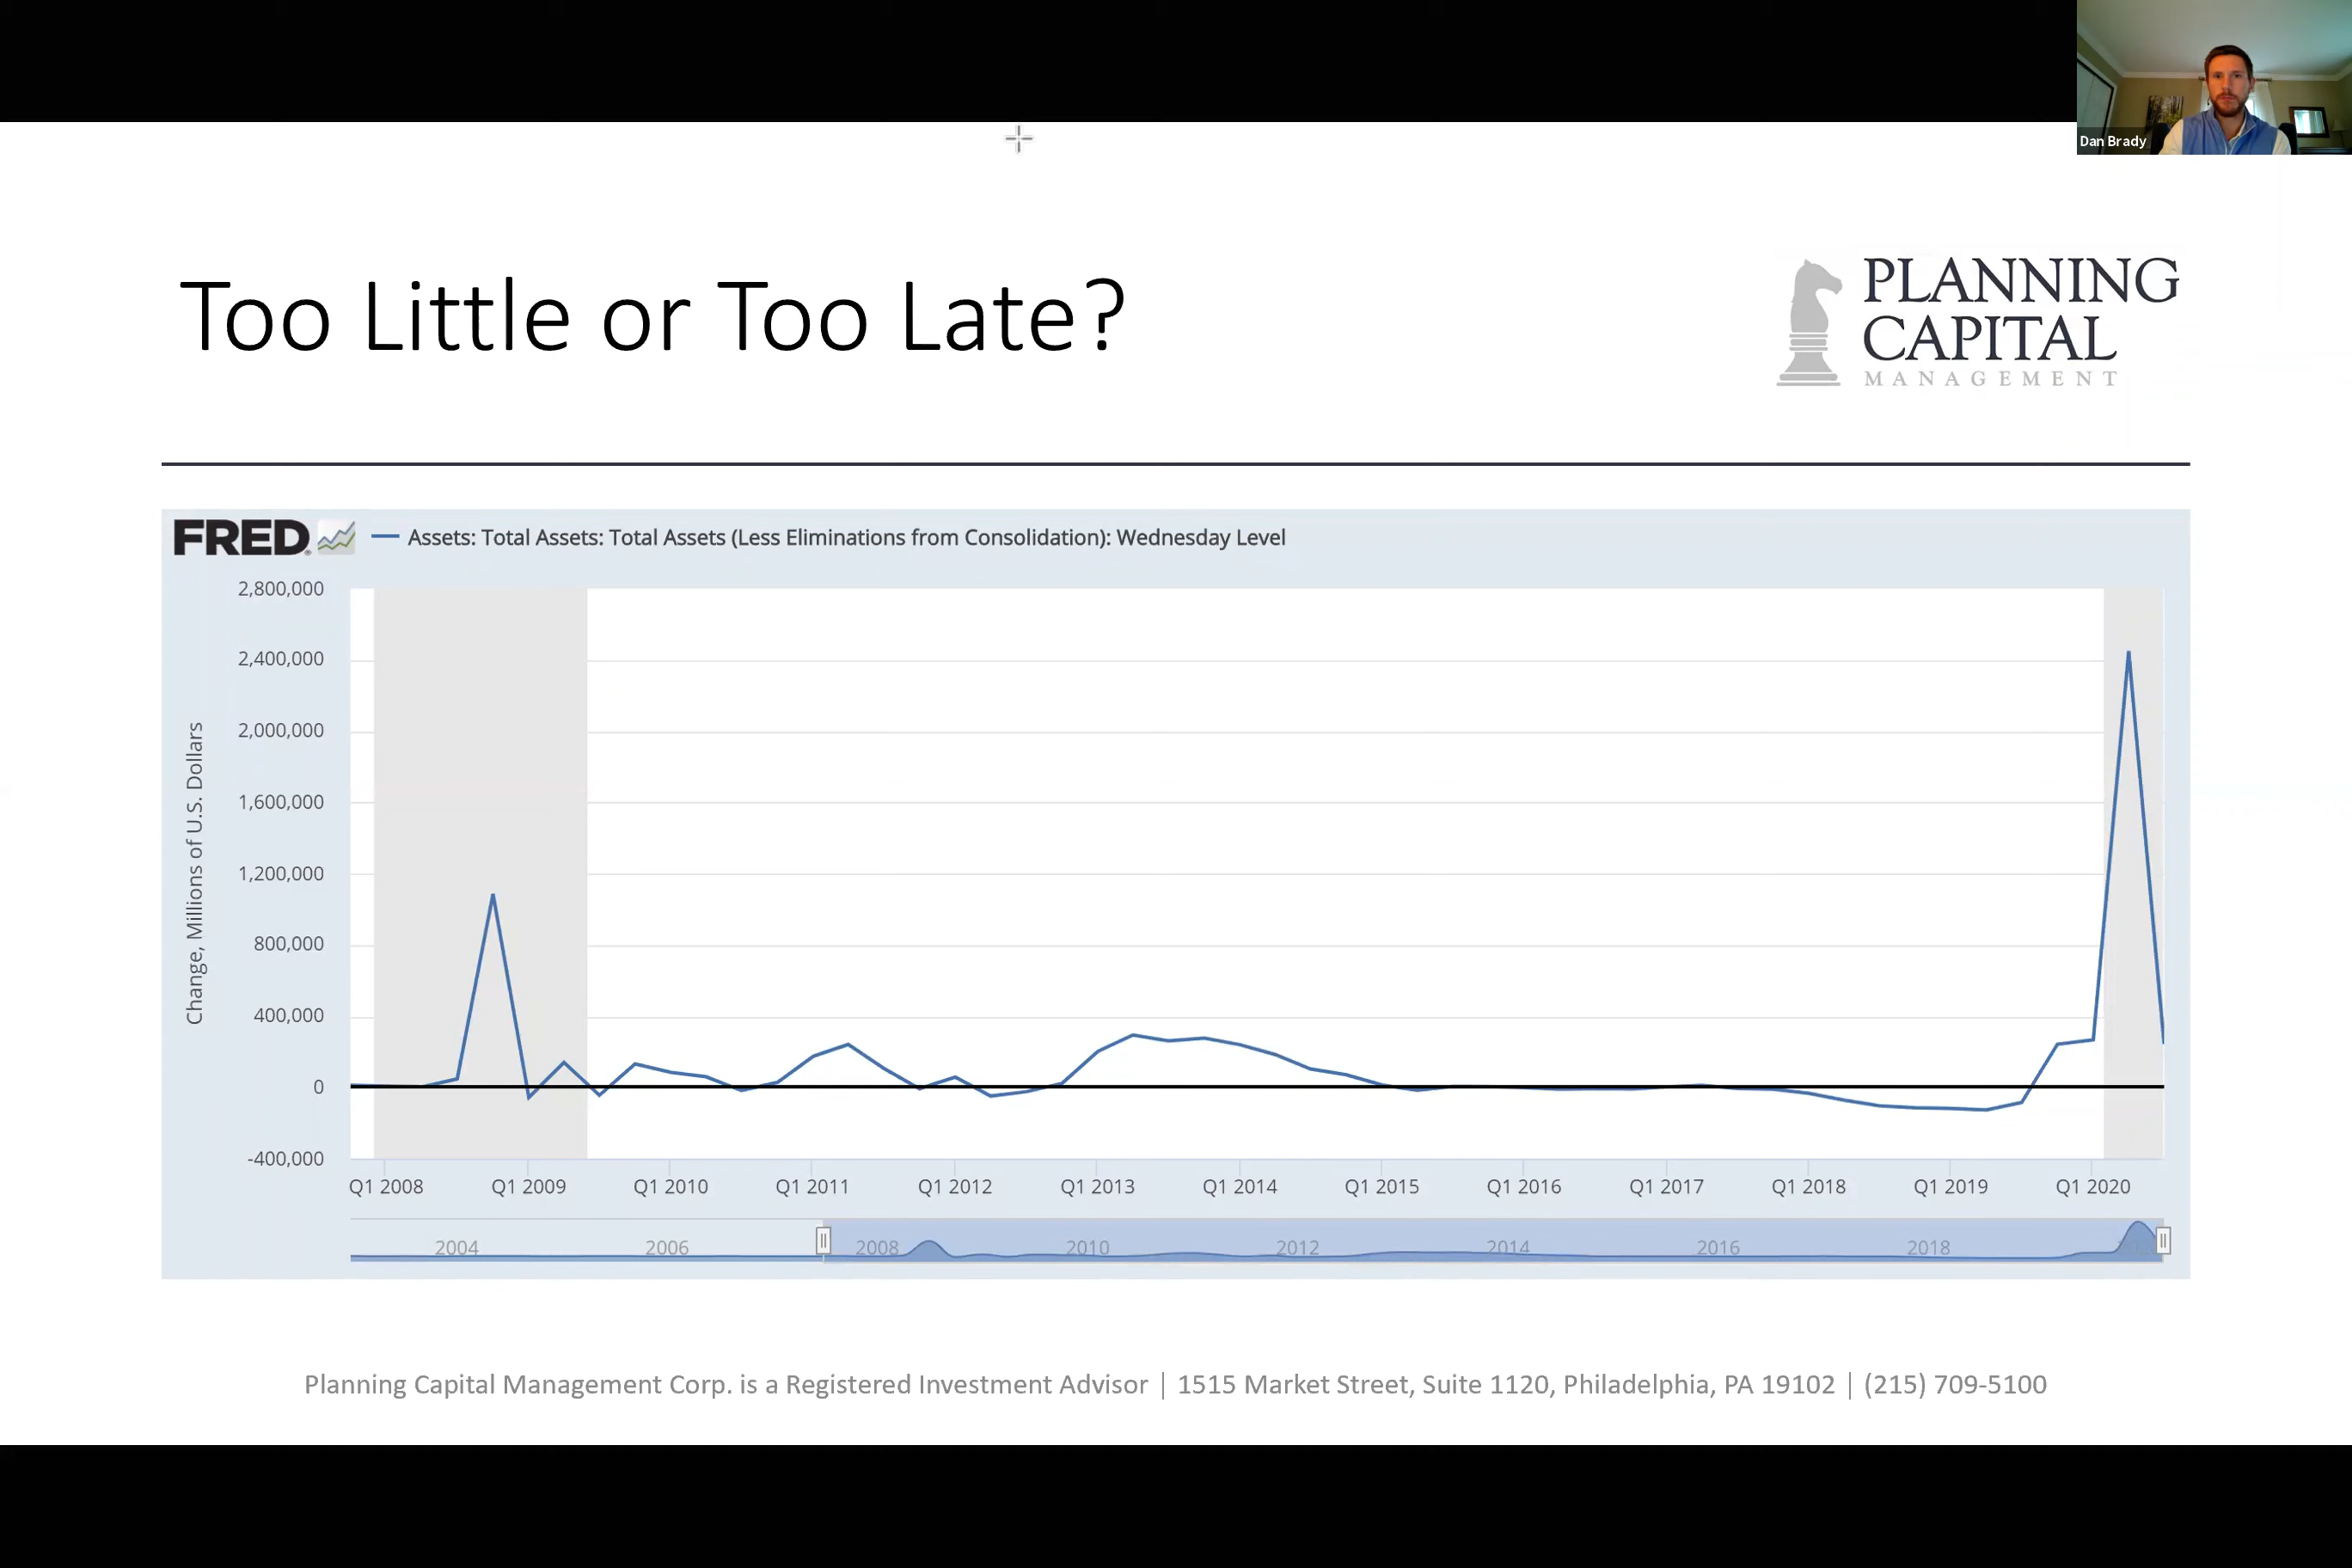 Dan Brady
Too Little or Too Late?
PLANNING
CAPITAL
MANAGEMENT
FRED
Assets: Total Assets: Total Assets (Less Eliminations from Consolidation): Wednesday Level
Change, Millions of U.S. Dollars
2,800,000
2,400,000
2,000,000
1,600,000
1,200,000
800,000
400,000
0
-400,000
Q1 2008 Q1 2009 Q1 2010 Q1 2011 Q1 2012 Q1 2013 Q1 2014 Q1 2015 Q1 2016 Q1 2017 Q1 2018 Q1 2019 Q1 2020
2004 2006 2008 2010 2012 2014 2016 2018
Planning Capital Management Corp. is a Registered Investment Advisor | 1515 Market Street, Suite 1120, Philadelphia, PA 19102 | (215) 709-5100